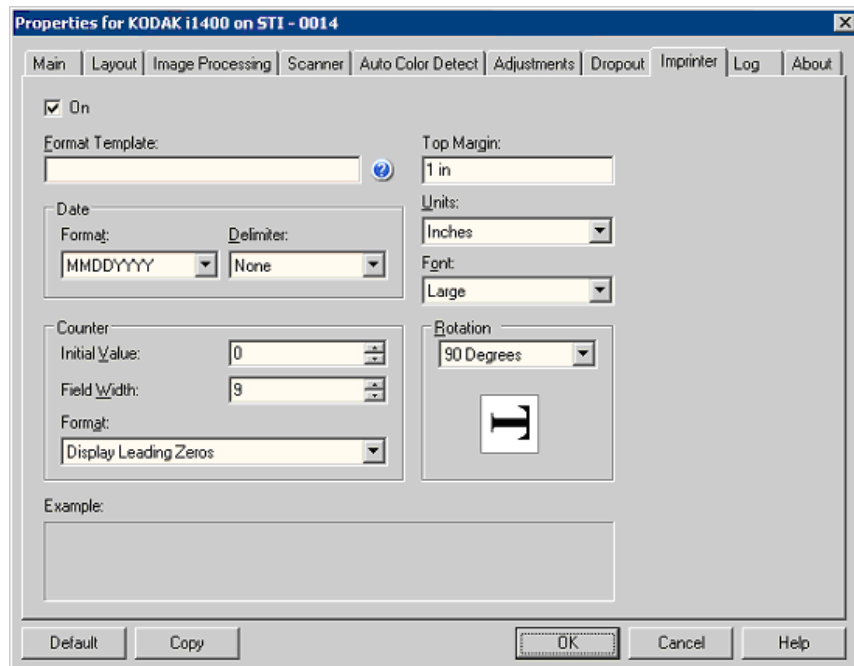 Properties for KODAK i1400 on STI - 0014
Main Layout Image Processing Scanner Auto Color Detect Adjustments Dropout Imprinter Log About
On
Format Template:
Top Margin:
1 in
Date
Format:
Delimiter:
MMDDYYYY
None
Units:
Inches
Font:
Large
Counter
Initial Value:
0
Field Width:
9
Format:
Display Leading Zeros
Rotation
90 Degrees
T
Example:
Default Copy OK Cancel Help